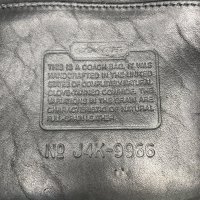 THIS IS A COACH BAG. IT WAS
HANDCRAFTED IN THE UNITED
STATES OF COMPLETELY NATURAL
GLOVE-TANNED COWHIDE. THE
VARIATIONS IN THE GRAIN ARE
CHARACTERISTIC OF NATURAL
FULL-GRAIN LEATHER.
No J4K-9966